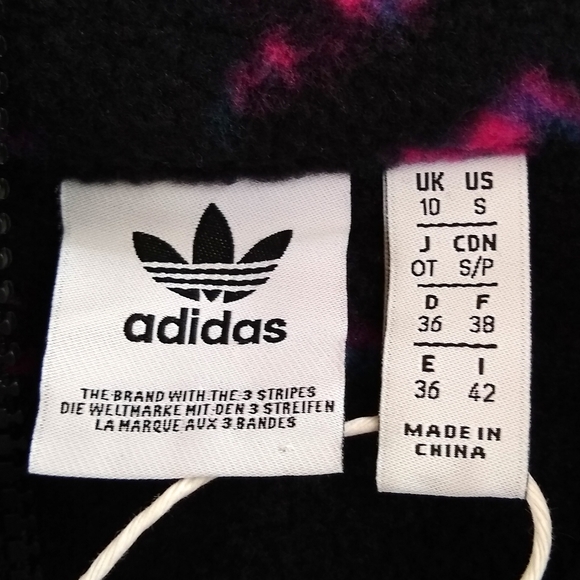 adidas
THE BRAND WITH THE 3 STRIPES
DIE WELTMARKE MIT DEN 3 STREIFEN
LA MARQUE AUX 3 BANDES
UK US
10 S
J CDN
OT S/P
D F
36 38
E I
36 42
MADE IN
CHINA